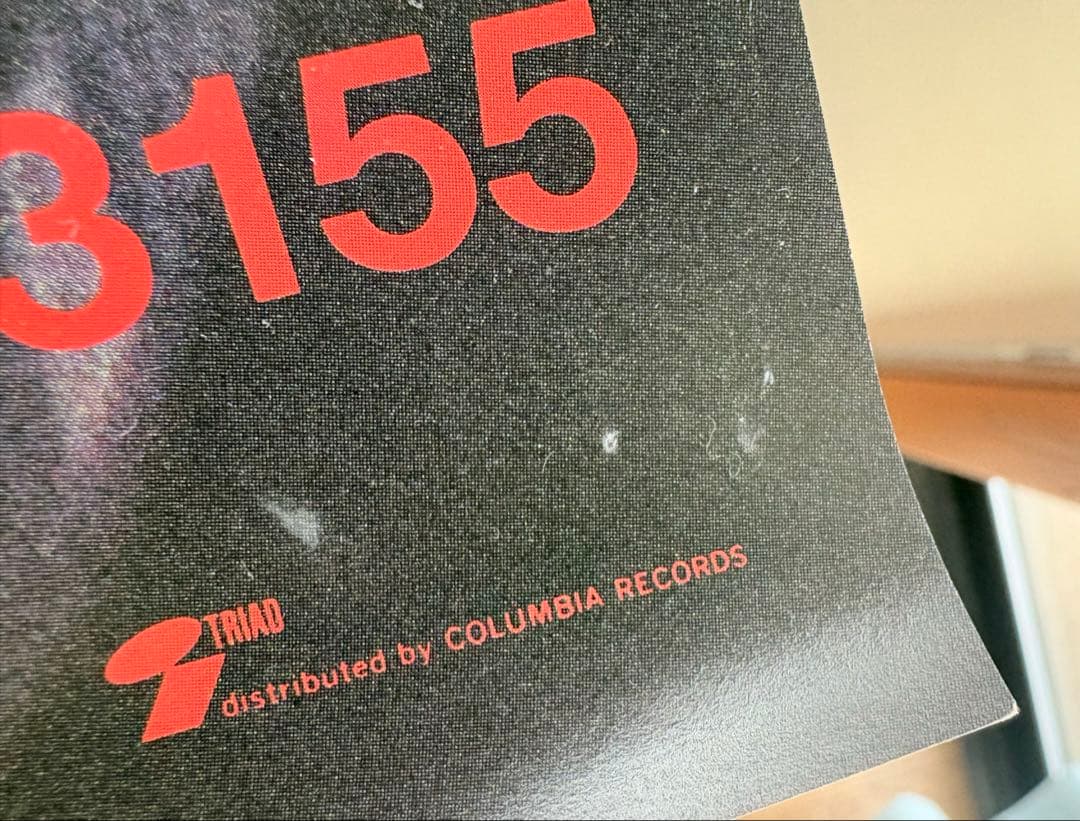 3155
TRIAD
distributed by COLUMBIA RECORDS